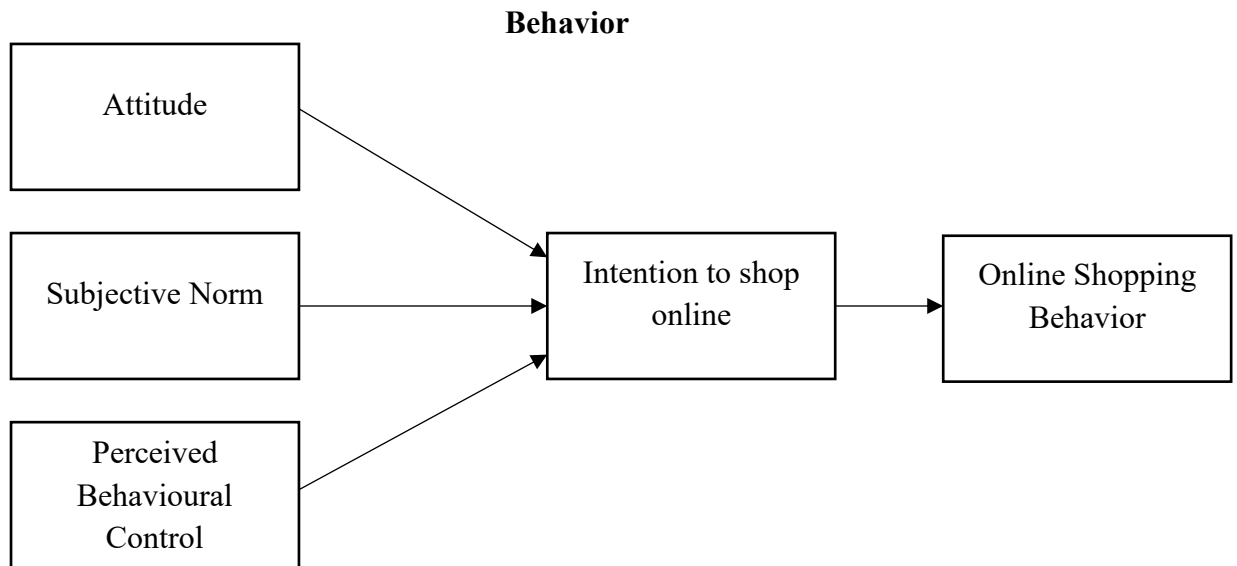 Behavior
Attitude
Subjective Norm
Perceived
Behavioural
Control
Intention to shop
online
Online Shopping
Behavior